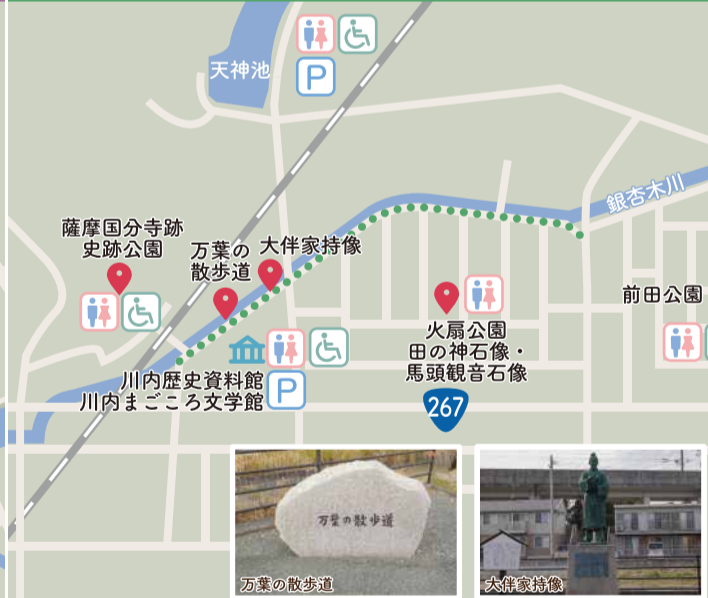 天神池
P
銀杏木川
薩摩国分寺跡
史跡公園
万葉の
散歩道
大伴家持像
前田公園
火扇公園
田の神石像・
馬頭観音石像
川内歴史資料館
川内まごころ文学館
P
267
万葉の散歩道
万葉の散歩道
大伴家持像